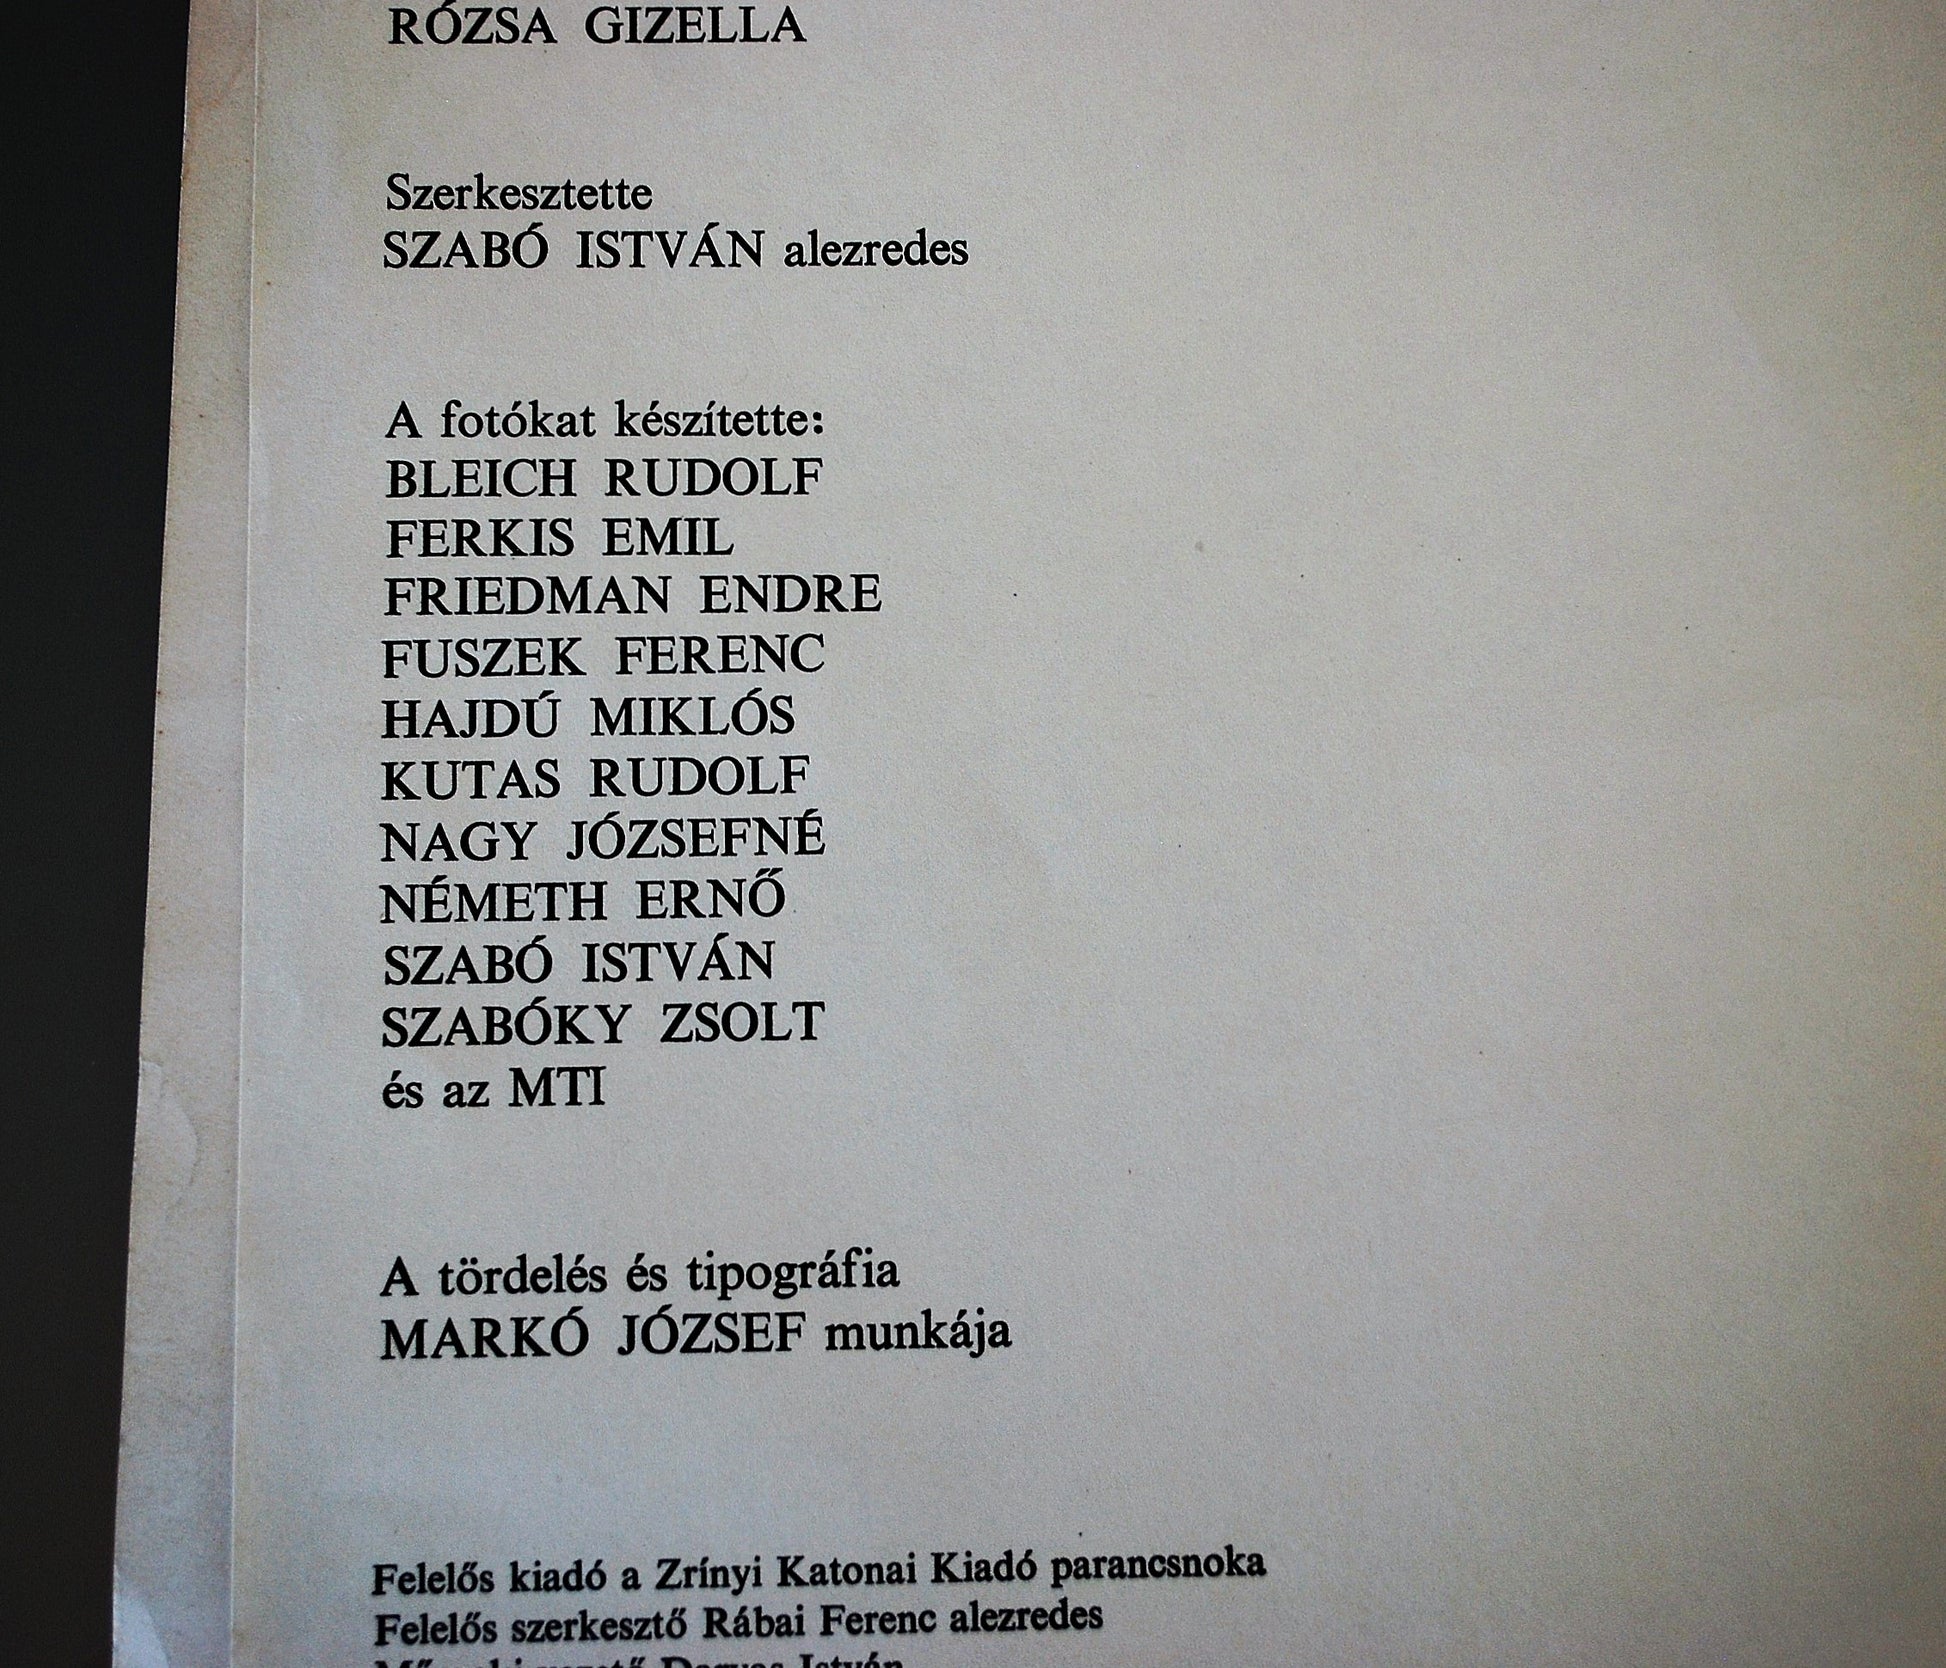 RÓZSA GIZELLA
Szerkesztette
SZABÓ ISTVÁN alezredes
A fotókat készítette:
BLEICH RUDOLF
FERKIS EMIL
FRIEDMAN ENDRE
FUSZEK FERENC
HAJDÚ MIKLÓS
KUTAS RUDOLF
NAGY JÓZSEFNÉ
NÉMETH ERNŐ
SZABÓ ISTVÁN
SZABÓKY ZSOLT
és az MTI
A tördelés és tipográfia
MARKÓ JÓZSEF munkája
Felelős kiadó a Zrínyi Katonai Kiadó parancsnoka
Felelős szerkesztő Rábai Ferenc alezredes
István